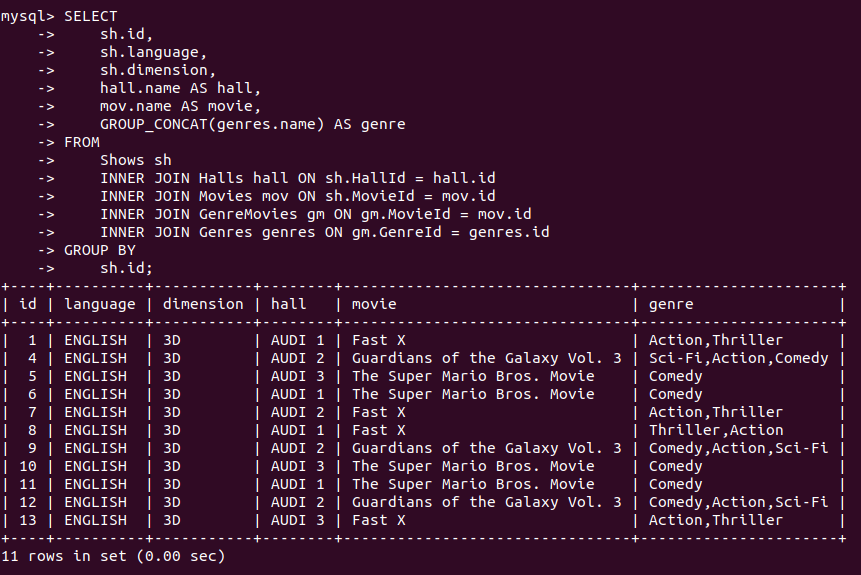 mysql> SELECT
    ->     sh.id,
    ->     sh.language,
    ->     sh.dimension,
    ->     hall.name AS hall,
    ->     mov.name AS movie,
    ->     GROUP_CONCAT(genres.name) AS genre
    -> FROM
    ->     Shows sh
    ->     INNER JOIN Halls hall ON sh.HallId = hall.id
    ->     INNER JOIN Movies mov ON sh.MovieId = mov.id
    ->     INNER JOIN GenreMovies gm ON gm.MovieId = mov.id
    ->     INNER JOIN Genres genres ON gm.GenreId = genres.id
    -> GROUP BY
    ->     sh.id;
+----+----------+-----------+--------+--------------------------------+----------------------+
| id | language | dimension | hall   | movie                          | genre                |
+----+----------+-----------+--------+--------------------------------+----------------------+
|  1 | ENGLISH  | 3D        | AUDI 1 | Fast X                         | Action,Thriller      |
|  4 | ENGLISH  | 3D        | AUDI 2 | Guardians of the Galaxy Vol. 3 | Sci-Fi,Action,Comedy |
|  5 | ENGLISH  | 3D        | AUDI 3 | The Super Mario Bros. Movie    | Comedy               |
|  6 | ENGLISH  | 3D        | AUDI 1 | The Super Mario Bros. Movie    | Comedy               |
|  7 | ENGLISH  | 3D        | AUDI 2 | Fast X                         | Action,Thriller      |
|  8 | ENGLISH  | 3D        | AUDI 1 | Fast X                         | Thriller,Action      |
|  9 | ENGLISH  | 3D        | AUDI 2 | Guardians of the Galaxy Vol. 3 | Comedy,Action,Sci-Fi |
| 10 | ENGLISH  | 3D        | AUDI 3 | The Super Mario Bros. Movie    | Comedy               |
| 11 | ENGLISH  | 3D        | AUDI 1 | The Super Mario Bros. Movie    | Comedy               |
| 12 | ENGLISH  | 3D        | AUDI 2 | Guardians of the Galaxy Vol. 3 | Comedy,Action,Sci-Fi |
| 13 | ENGLISH  | 3D        | AUDI 3 | Fast X                         | Action,Thriller      |
+----+----------+-----------+--------+--------------------------------+----------------------+
11 rows in set (0.00 sec)